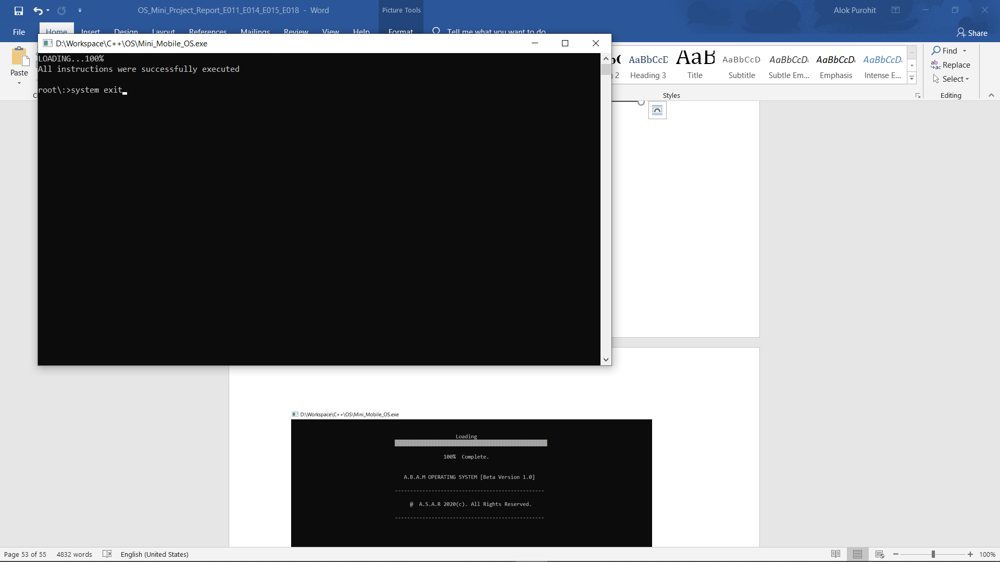 OS_Mini_Project_Report_E011_E014_E015_E018 - Word
Picture Tools
Alok Purohit
File
Home
Insert
Design
Layout
References
Mailings
Review
View
Help
Format
Tell me what you want to do
Share
D:\Workspace\C++\OS\Mini_Mobile_OS.exe
LOADING...100%
All instructions were successfully executed
root\:>system exit
Paste
AaBbCcD AaB AaBbCcD AaBbCcDc AaBbCcDc AaBbCcDc
2 Heading 3 Title Subtitle Subtle Em... Emphasis Intense E...
Styles
Find
Replace
Select
Editing
D:\Workspace\C++\OS\Mini_Mobile_OS.exe
Loading
100% Complete.
A.B.A.M OPERATING SYSTEM [Beta Version 1.0]
------------------------------------------------
@ A.S.A.R 2020(c). All Rights Reserved.
------------------------------------------------
Page 53 of 55
4832 words
English (United States)
100%